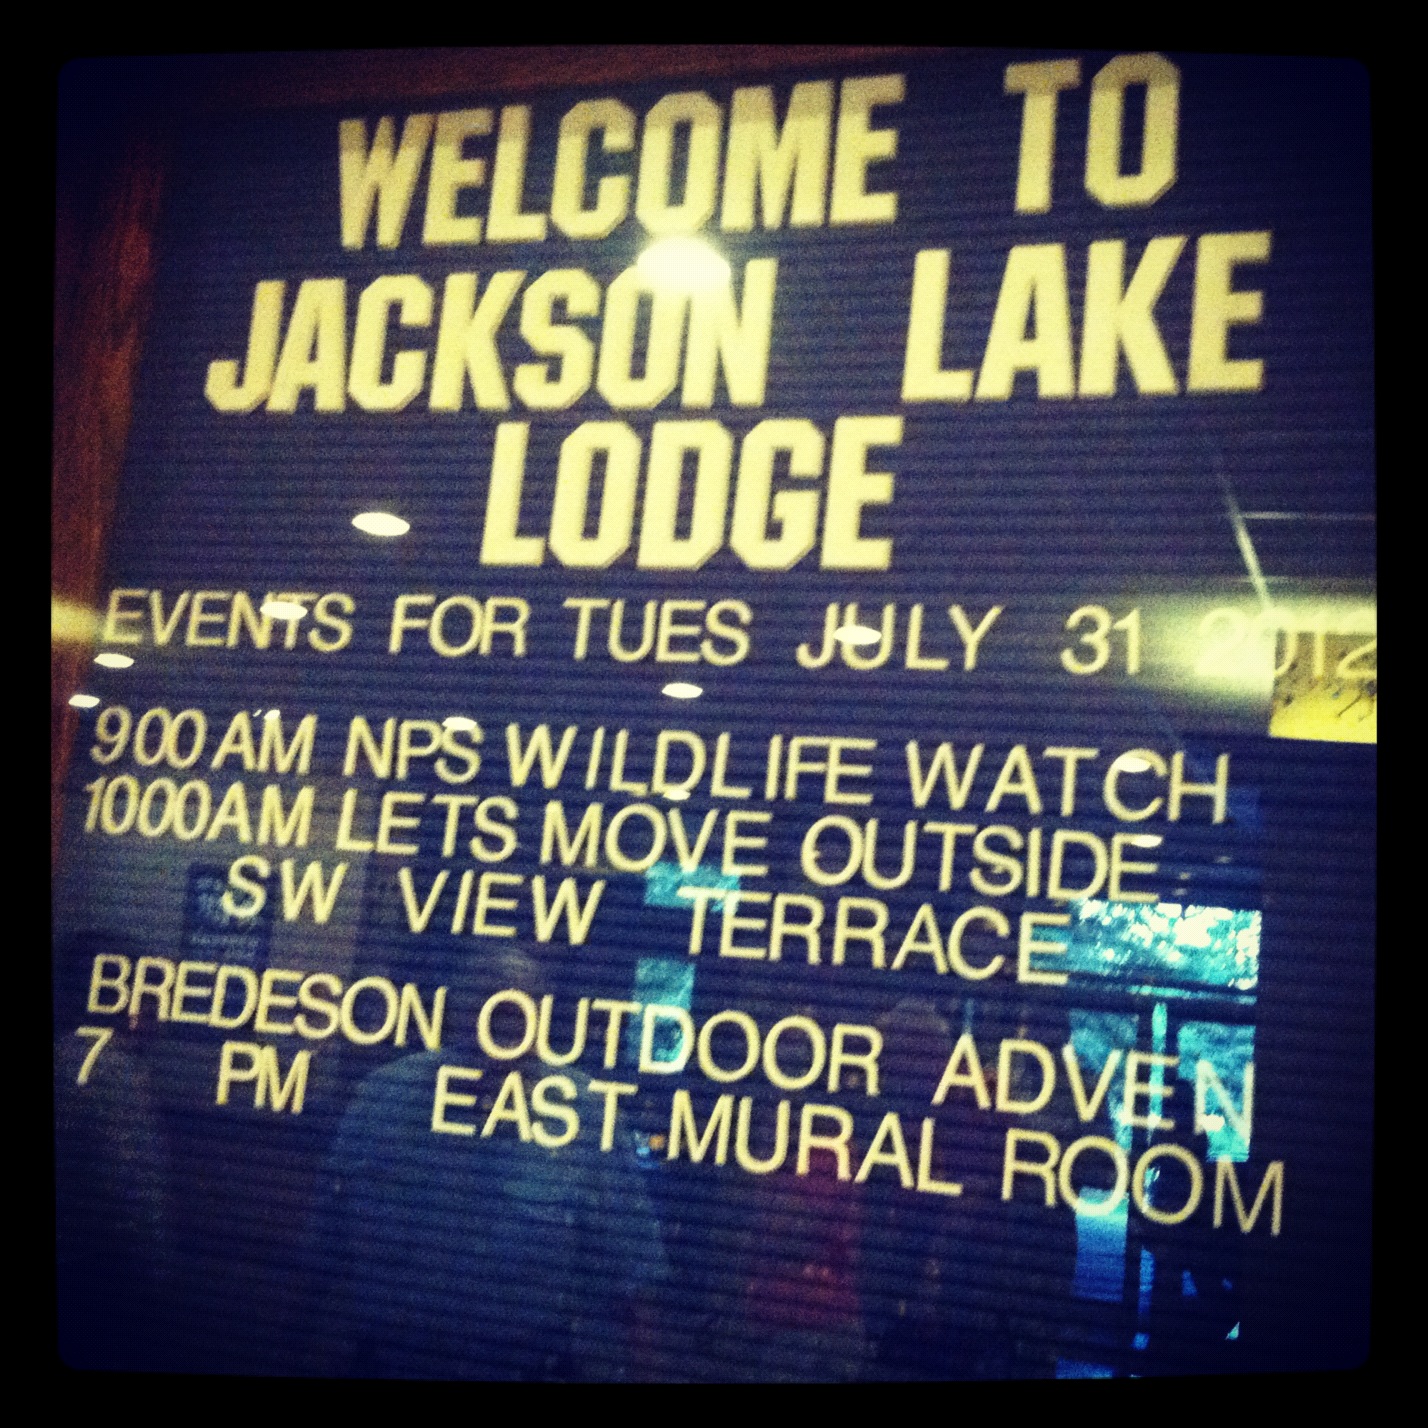 WELCOME TO
JACKSON LAKE
LODGE
EVENTS FOR TUES JULY 31 2012
900 AM NPS WILDLIFE WATCH
1000AM LETS MOVE OUTSIDE
SW VIEW TERRACE
BREDESON OUTDOOR ADVEN
7 PM EAST MURAL ROOM